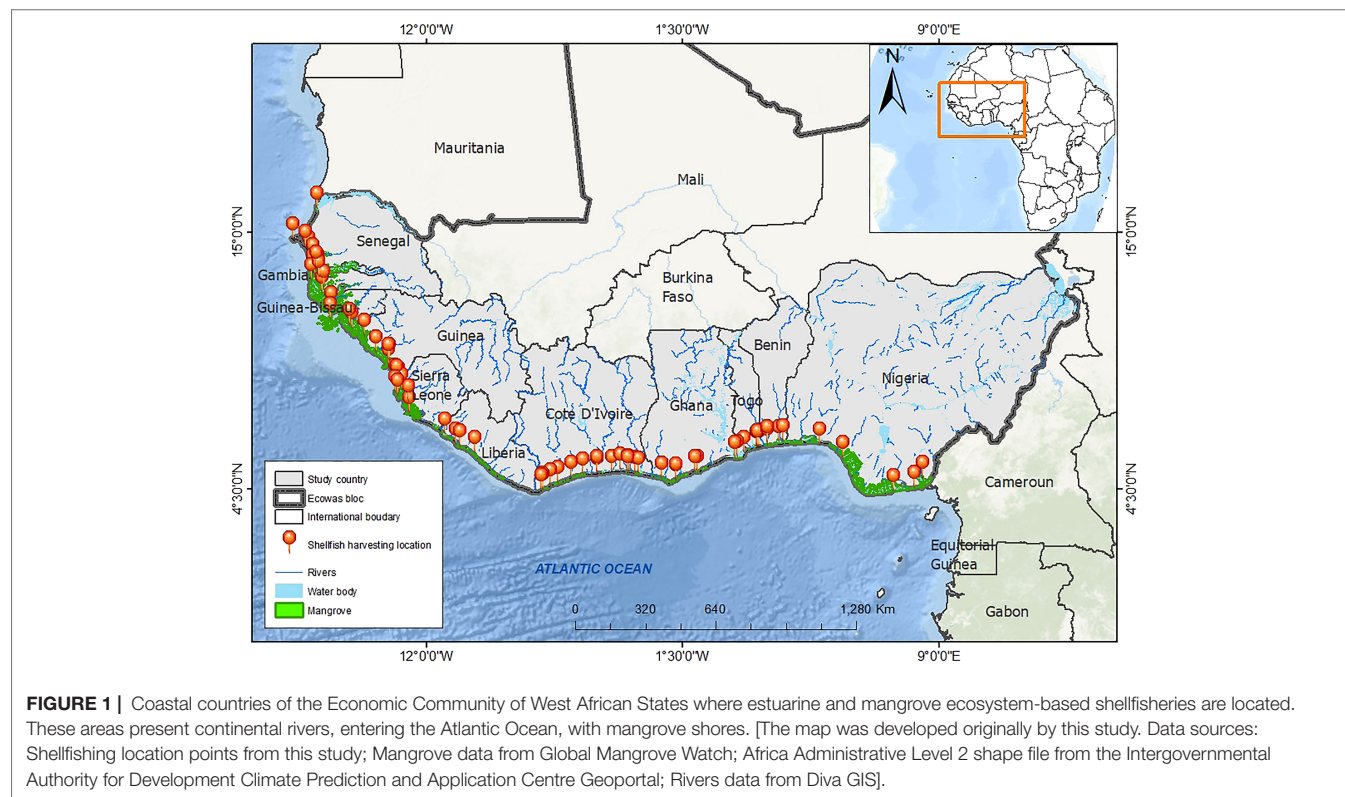 12°0'0"W
1°30'0"W
9°0'0"E
N
Mauritania
Mali
15°0'0"N
15°0'0"N
Senegal
Gambia
Burkina
Faso
Guinea-Bissau
Guinea
Benin
Sierra
Leone
Nigeria
Togo
Ghana
Cote D'Ivoire
Liberia
4°30'0"N
4°30'0"N
Cameroun
Study country
Ecowas bloc
International boudary
Shellfish harvesting location
Rivers
Water body
Mangrove
Equitorial
Guinea
ATLANTIC OCEAN
Gabon
0 320 640 1,280 Km
12°0'0"W
1°30'0"W
9°0'0"E
FIGURE 1 | Coastal countries of the Economic Community of West African States where estuarine and mangrove ecosystem-based shellfisheries are located.
These areas present continental rivers, entering the Atlantic Ocean, with mangrove shores. [The map was developed originally by this study. Data sources:
Shellfishing location points from this study; Mangrove data from Global Mangrove Watch; Africa Administrative Level 2 shape file from the Intergovernmental
Authority for Development Climate Prediction and Application Centre Geoportal; Rivers data from Diva GIS].